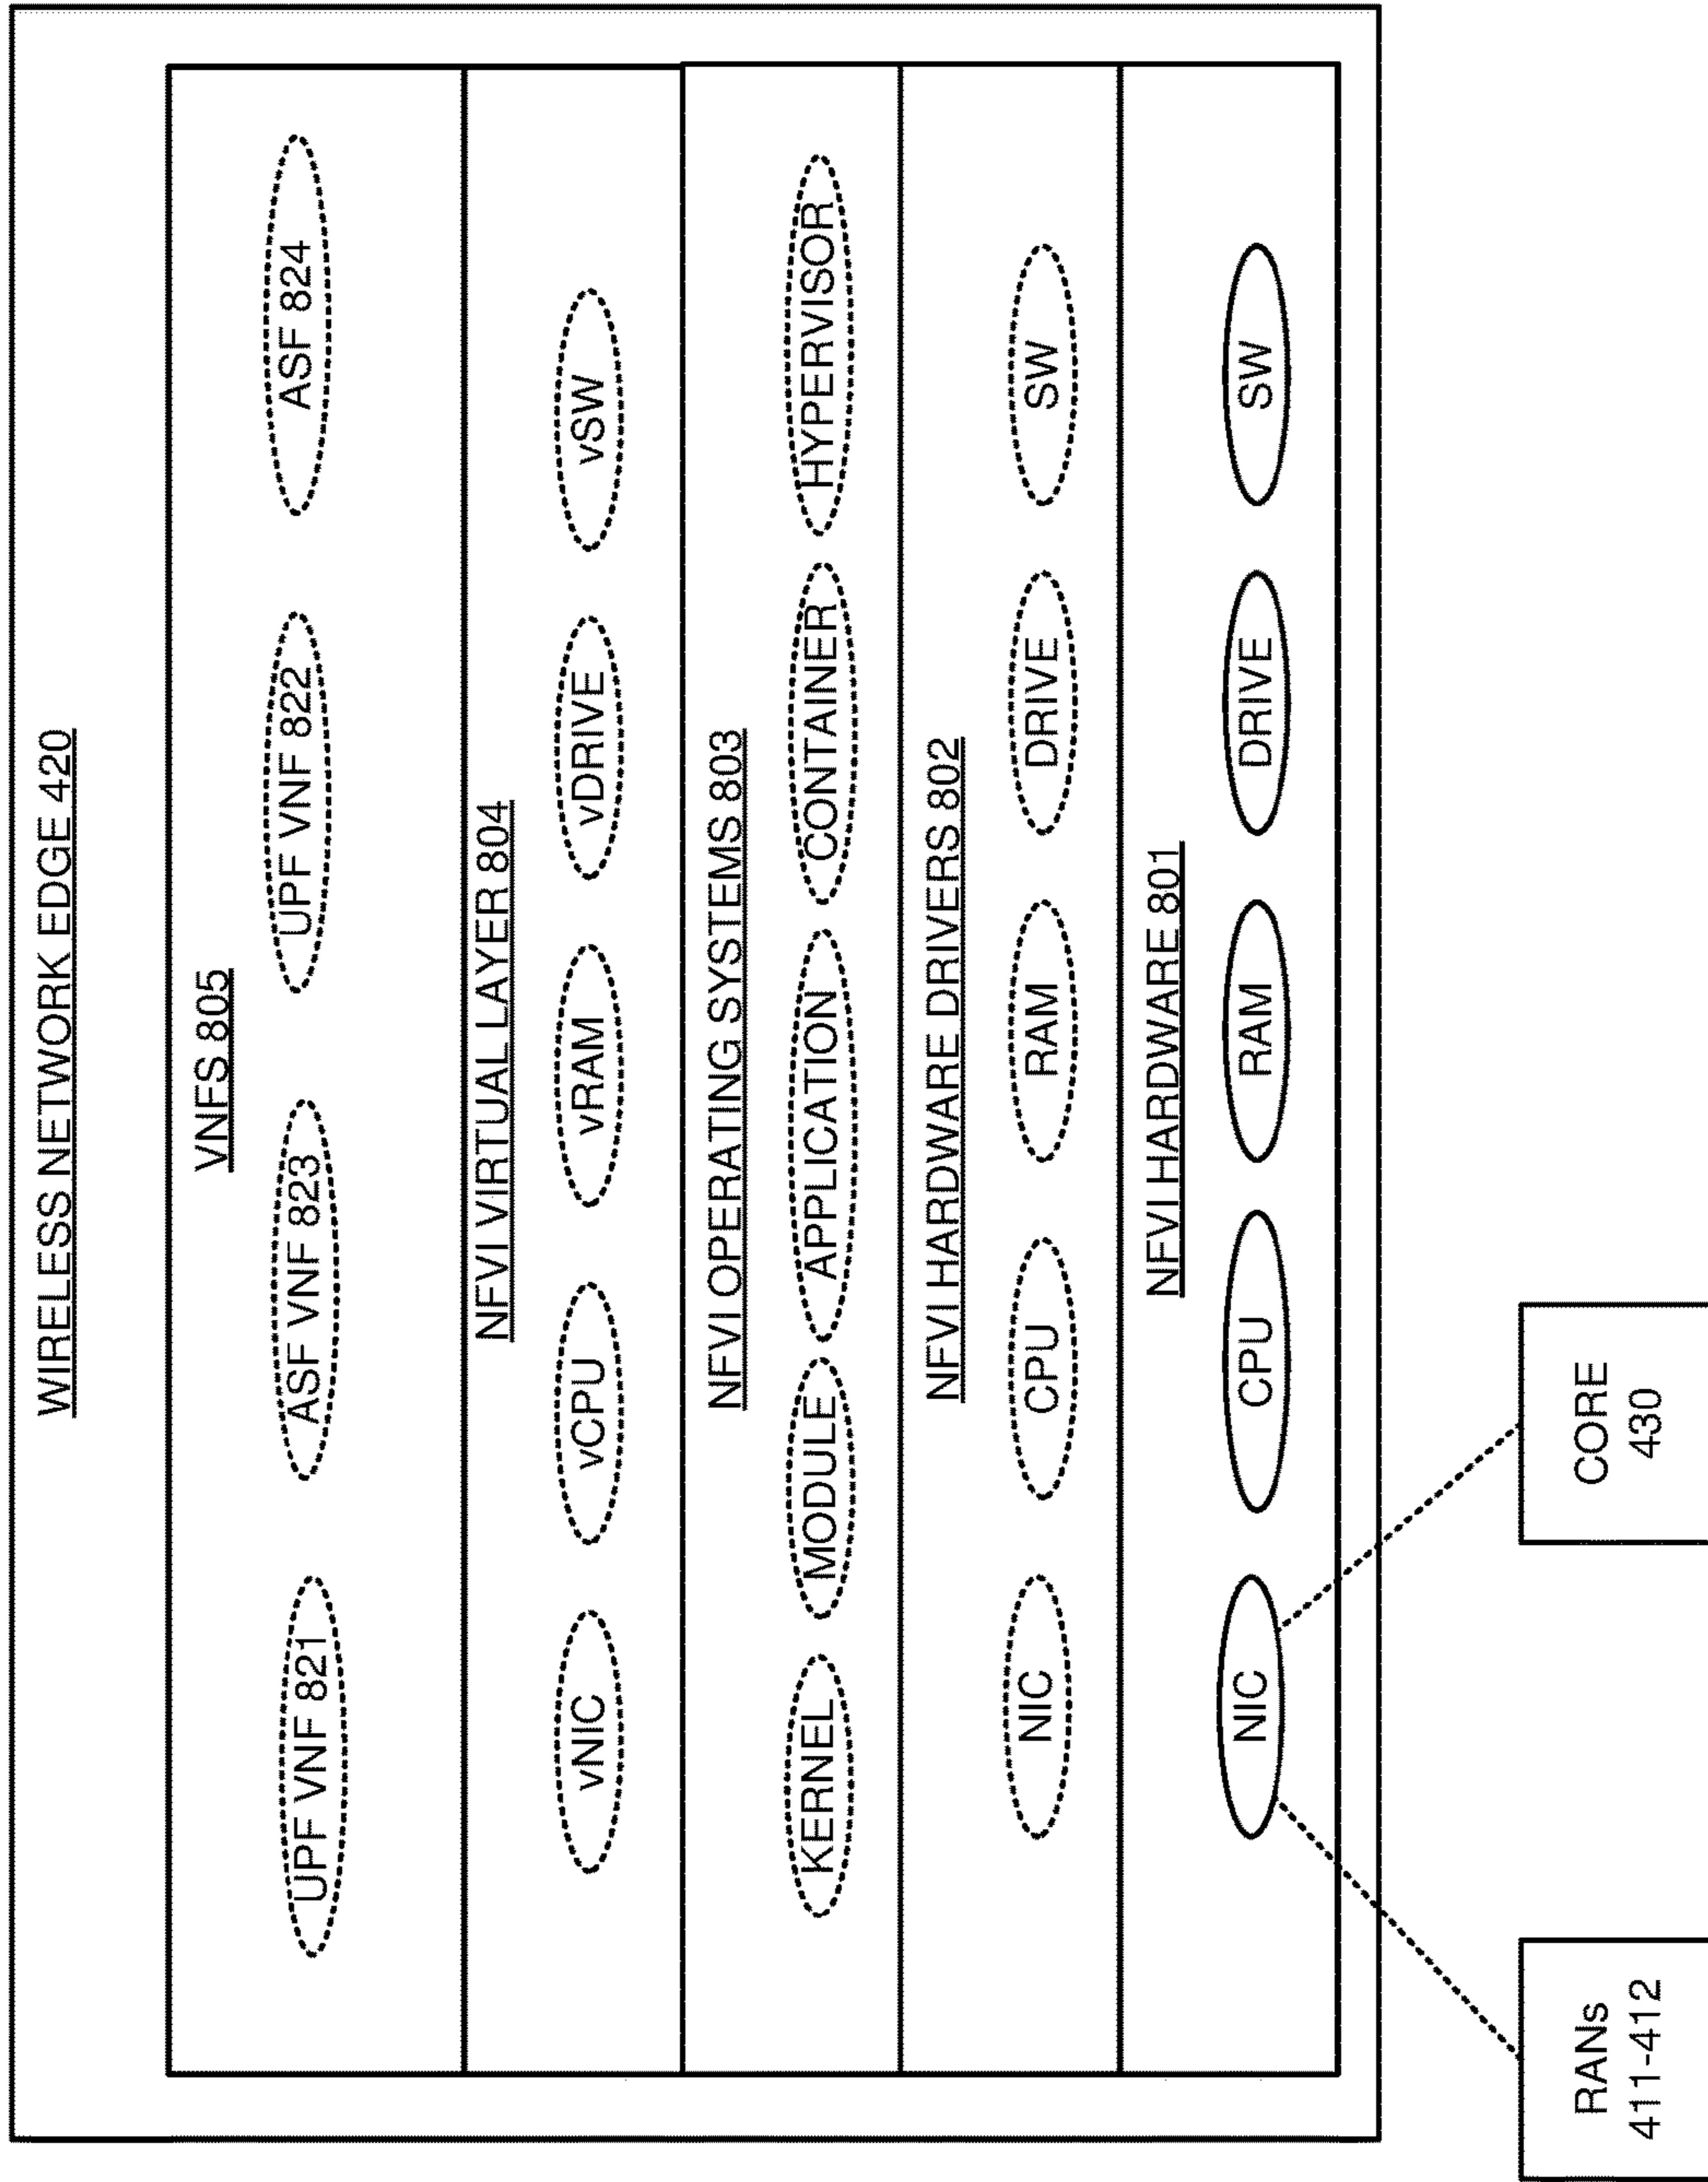 WIRELESS NETWORK EDGE 420
VNFS 805
UPF VNF 821
ASF VNF 823
UPF VNF 822
ASF 824
NFVI VIRTUAL LAYER 804
vNIC
vCPU
vRAM
vDRIVE
vSW
NFVI OPERATING SYSTEMS 803
KERNEL
MODULE
APPLICATION
CONTAINER
HYPERVISOR
NFVI HARDWARE DRIVERS 802
NIC
CPU
RAM
DRIVE
SW
NFVI HARDWARE 801
NIC
CPU
RAM
DRIVE
SW
RANs
411-412
CORE
430